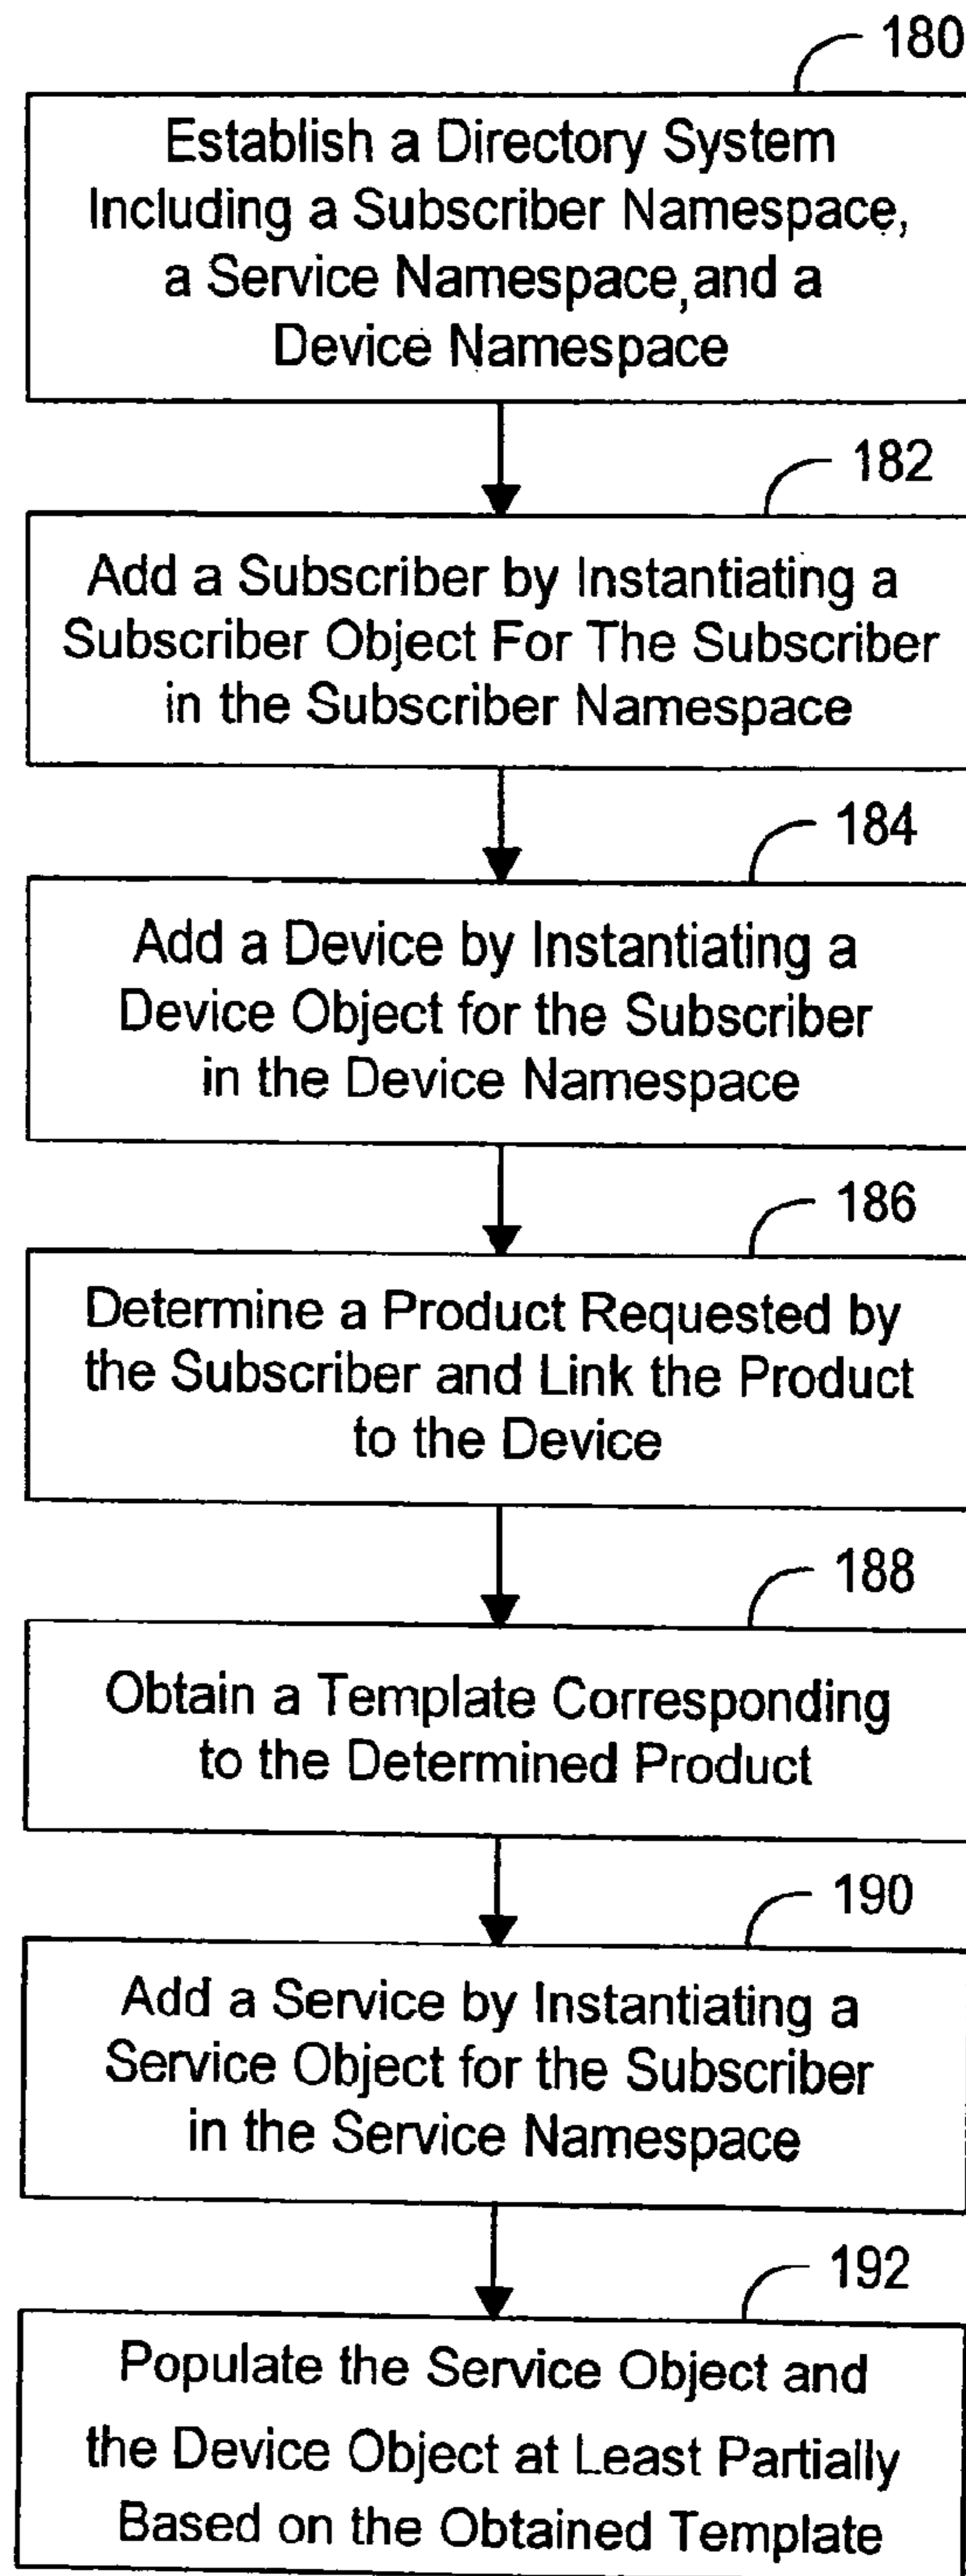 180
Establish a Directory System
Including a Subscriber Namespace,
a Service Namespace,and a
Device Namespace
182
Add a Subscriber by Instantiating a
Subscriber Object For The Subscriber
in the Subscriber Namespace
184
Add a Device by Instantiating a
Device Object for the Subscriber
in the Device Namespace
186
Determine a Product Requested by
the Subscriber and Link the Product
to the Device
188
Obtain a Template Corresponding
to the Determined Product
190
Add a Service by Instantiating a
Service Object for the Subscriber
in the Service Namespace
192
Populate the Service Object and
the Device Object at Least Partially
Based on the Obtained Template